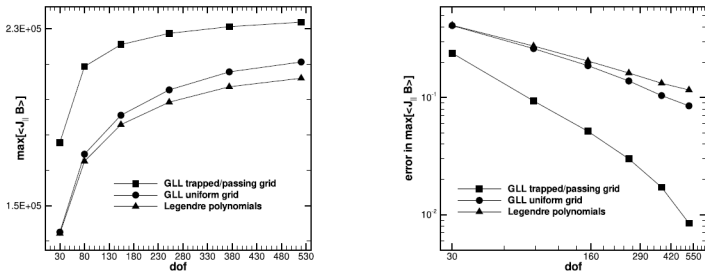 2.3E+05
1.5E+05
max[<J|| B>]
GLL trapped/passing grid
GLL uniform grid
Legendre polynomials
30 80 130 180 230 280 330 380 430 480 530
dof
10^-1
10^-2
error in max[<J|| B>]
GLL trapped/passing grid
GLL uniform grid
Legendre polynomials
30 160 290 420 550
dof